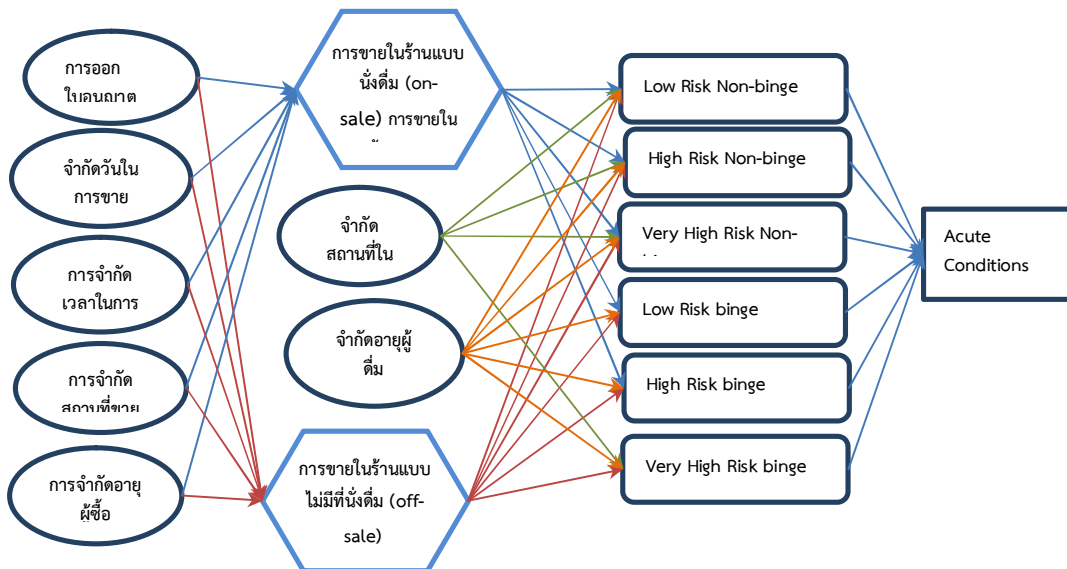 การออก
ใบอนุญาต
จำกัดวันใน
การขาย
การจำกัด
เวลาในการ
การจำกัด
สถานที่ขาย
การจำกัดอายุ
ผู้ซื้อ
การขายในร้านแบบ
นั่งดื่ม (on-
sale) การขายใน
จำกัด
สถานที่ใน
จำกัดอายุผู้
ดื่ม
การขายในร้านแบบ
ไม่มีที่นั่งดื่ม (off-
sale)
Low Risk Non-binge
High Risk Non-binge
Very High Risk Non-
Low Risk binge
High Risk binge
Very High Risk binge
Acute
Conditions